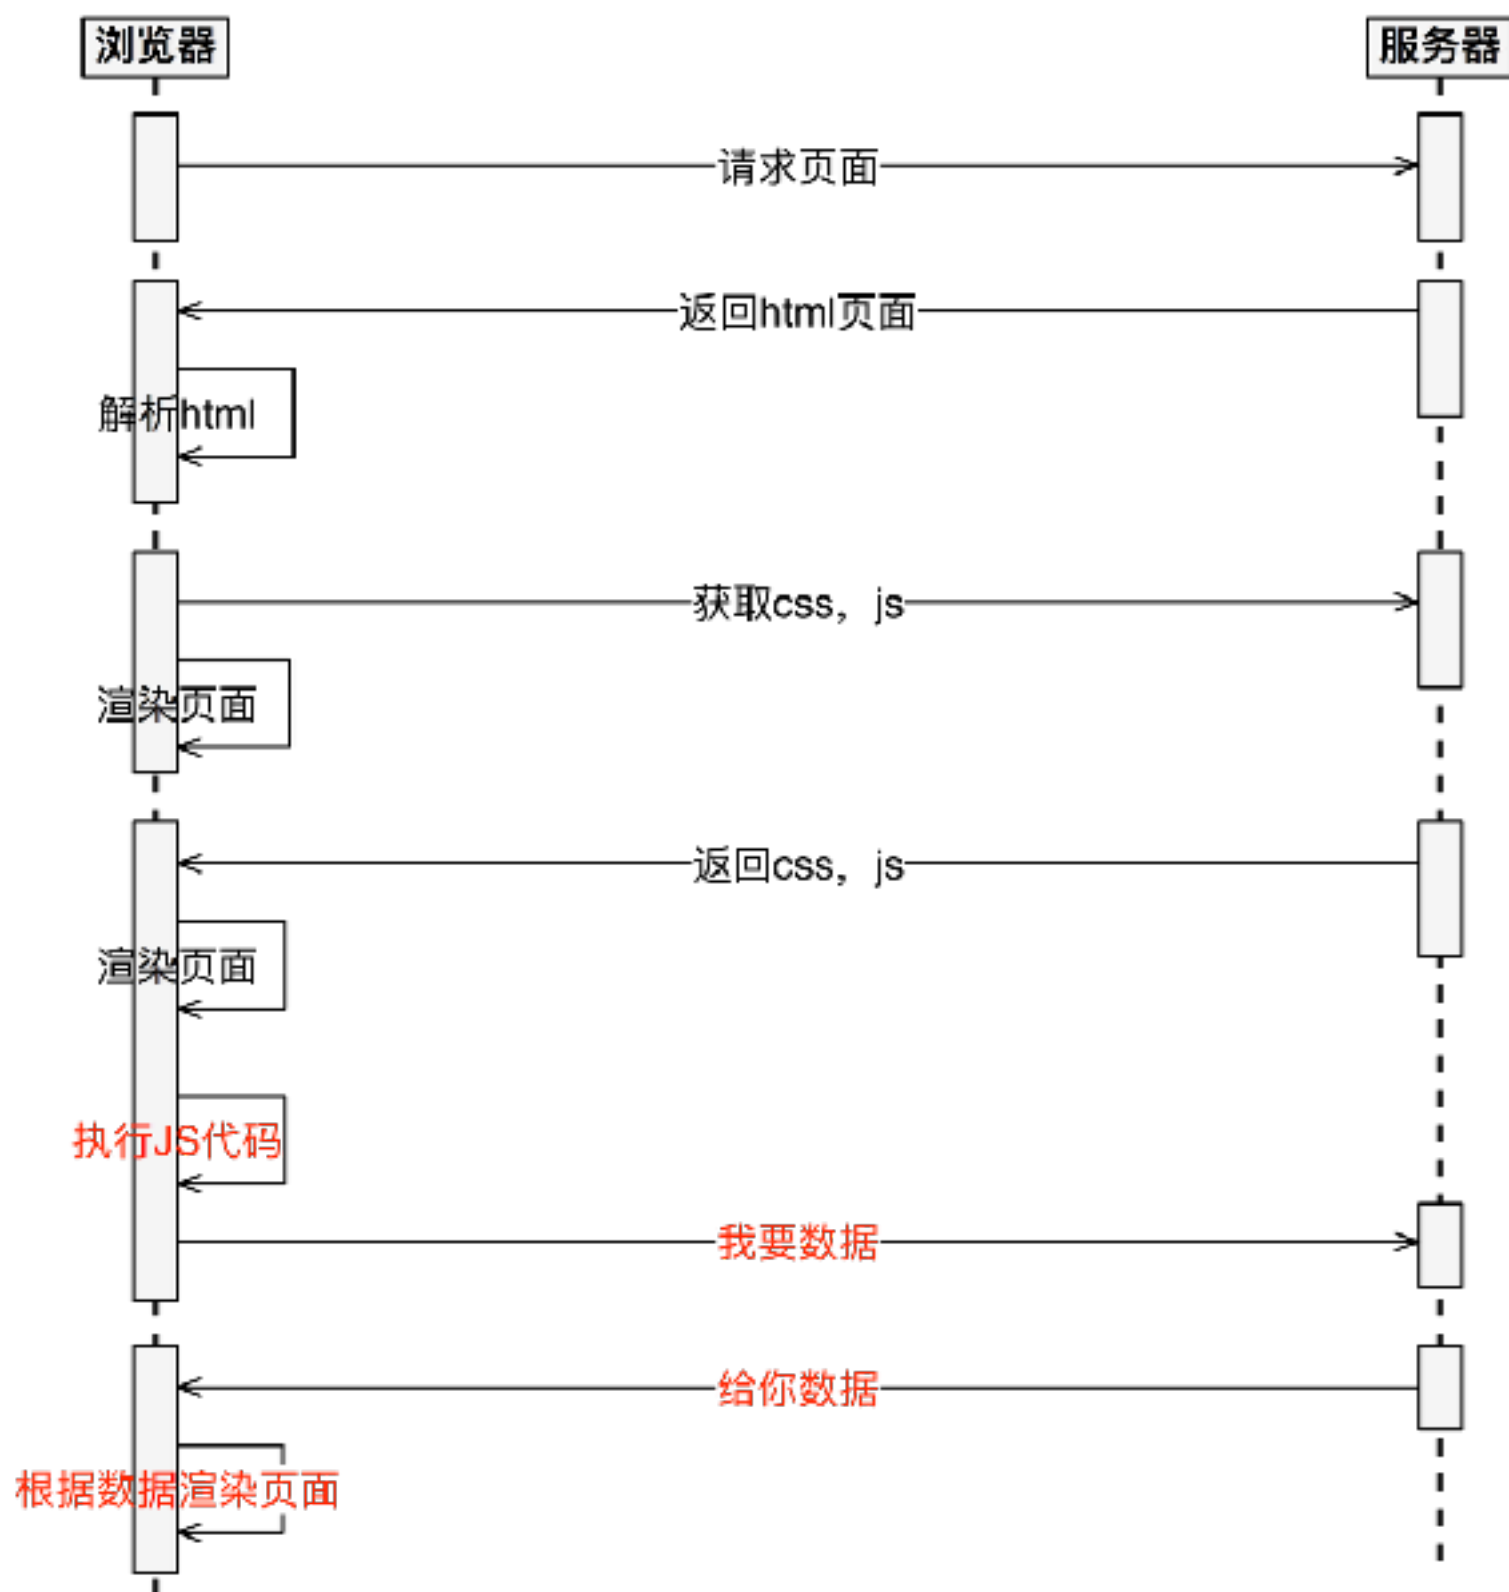 浏览器
服务器
请求页面
返回html页面
解析html
获取css，js
渲染页面
返回css，js
渲染页面
执行JS代码
我要数据
给你数据
根据数据渲染页面